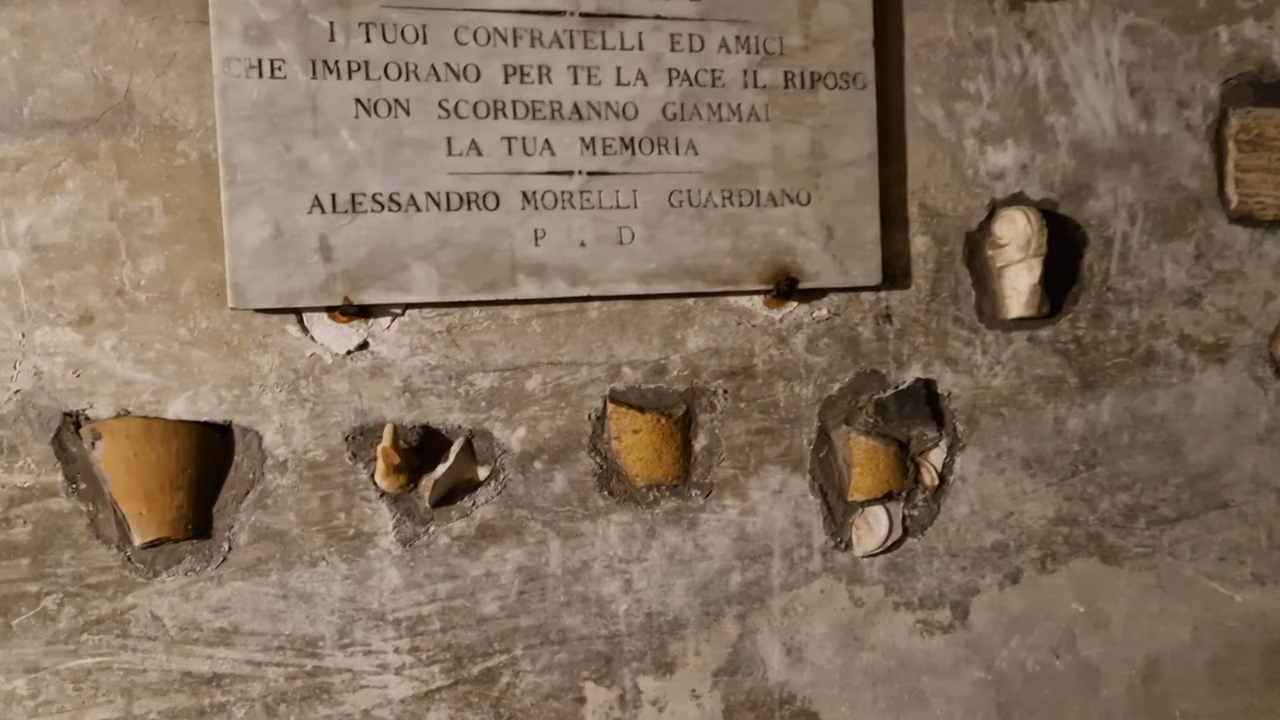 I TUOI CONFRATELLI ED AMICI
CHE IMPLORANO PER TE LA PACE IL RIPOSO
NON SCORDERANNO GIAMMAI
LA TUA MEMORIA
ALESSANDRO MORELLI GUARDIANO
P . D